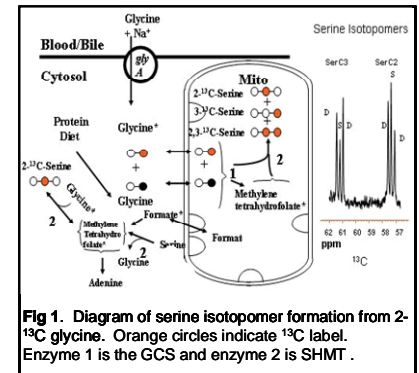 Glycine
+ Na⁺
Blood/Bile
gly
A
Cytosol
Mito
2-¹³C-Serine
+
3-¹³C-Serine
+
2,3-¹³C-Serine
Protein
Diet
Glycine*
+
Glycine
+
1
2
2-¹³C-Serine
Glycine*
2
Methylene
tetrahydrofolate*
Formate*
Format
Methylene
Tetrahydro
folate*
Serine
2
Glycine
Adenine
Serine Isotopomers
SerC3
SerC2
S
D
S
D
D
D
62 61 60 59 58 57
ppm
¹³C
Fig 1. Diagram of serine isotopomer formation from 2-
¹³C glycine. Orange circles indicate ¹³C label.
Enzyme 1 is the GCS and enzyme 2 is SHMT .